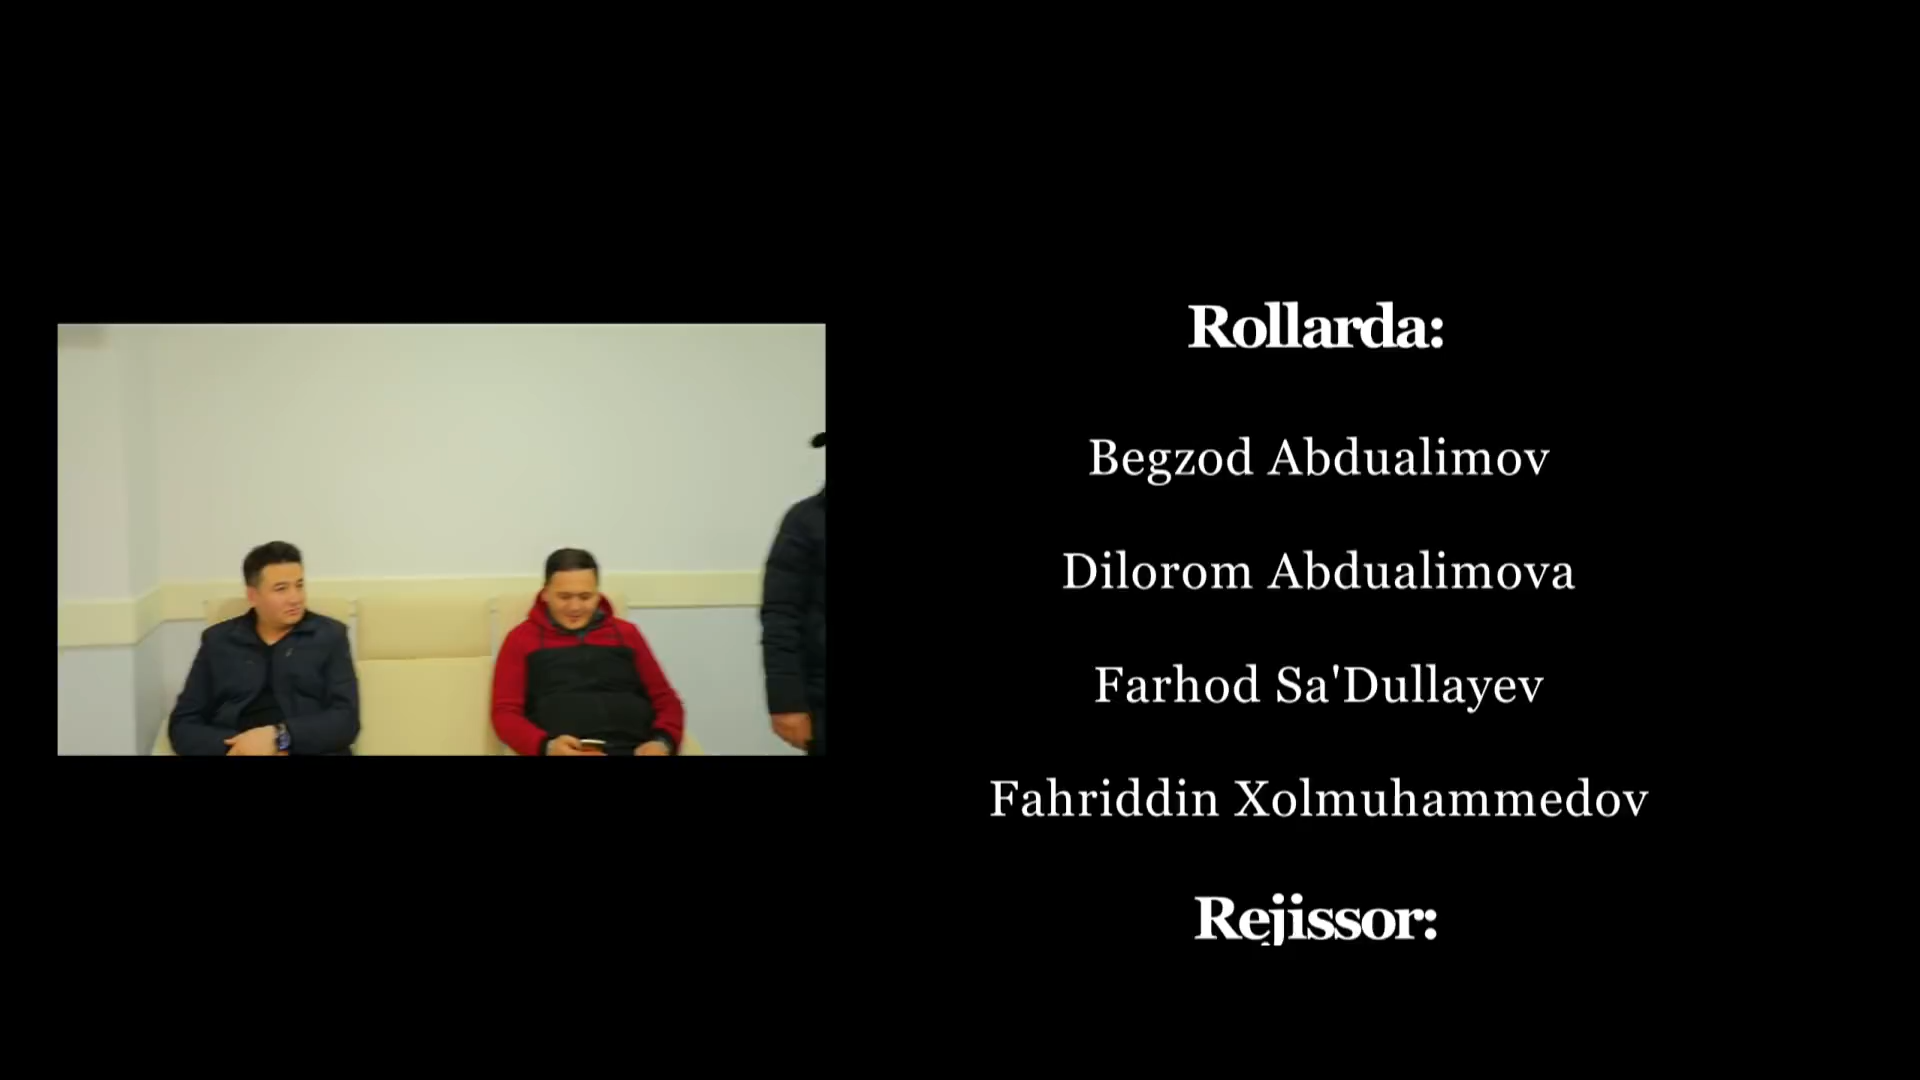 Rollarda:
Begzod Abdualimov
Dilorom Abdualimova
Farhod Sa'Dullayev
Fahriddin Xolmuhammedov
Rejissor: